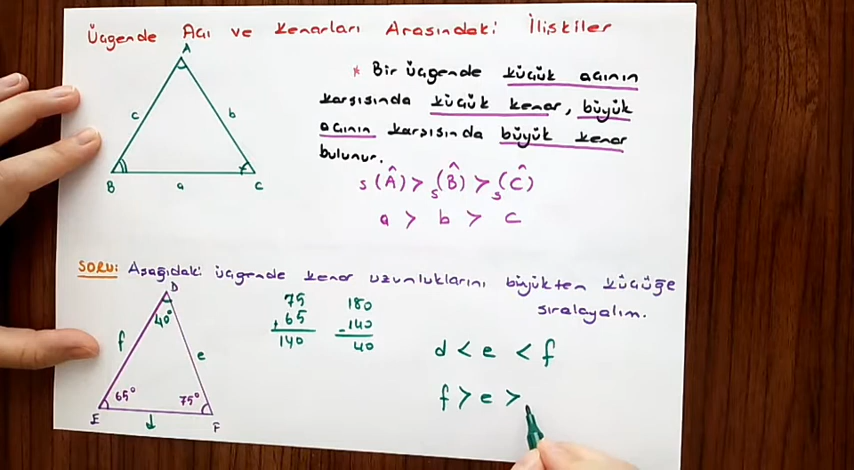 Üçgende Açı ve Kenarları Arasındaki İlişkiler
A
c
b
B
a
C
* Bir üçgende küçük açının
karşısında küçük kenar, büyük
açının karşısında büyük kenar
bulunur.
s(Â) > s(B̂) > s(Ĉ)
a > b > c
SORU: Aşağıdaki üçgende kenar uzunluklarını büyükten küçüğe
sıralayalım.
D
40°
f
e
65°
75°
E
d
F
75
+ 65
140
180
- 140
40
d < e < f
f > e >